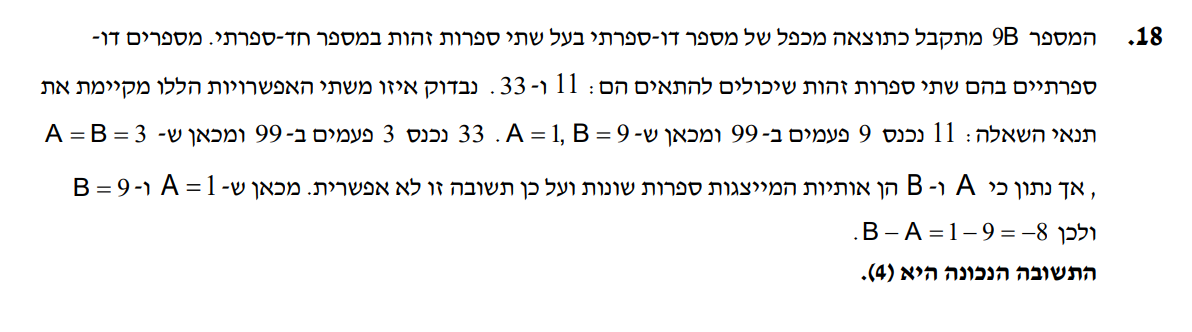 18. המספר 9B מתקבל כתוצאה מכפל של מספר דו-ספרתי בעל שתי ספרות זהות במספר חד-ספרתי. מספרים דו-
ספרתיים בהם שתי ספרות זהות שיכולים להתאים הם: 11 ו-33. נבדוק איזו משתי האפשרויות הללו מקיימת את
תנאי השאלה: 11 נכנס 9 פעמים ב-99 ומכאן ש- A = 1, B = 9. 33 נכנס 3 פעמים ב-99 ומכאן ש- A = B = 3
, אך נתון כי A ו- B הן אותיות המייצגות ספרות שונות ועל כן תשובה זו לא אפשרית. מכאן ש- A = 1 ו- B = 9
ולכן B – A = 1 – 9 = –8.
התשובה הנכונה היא (4).